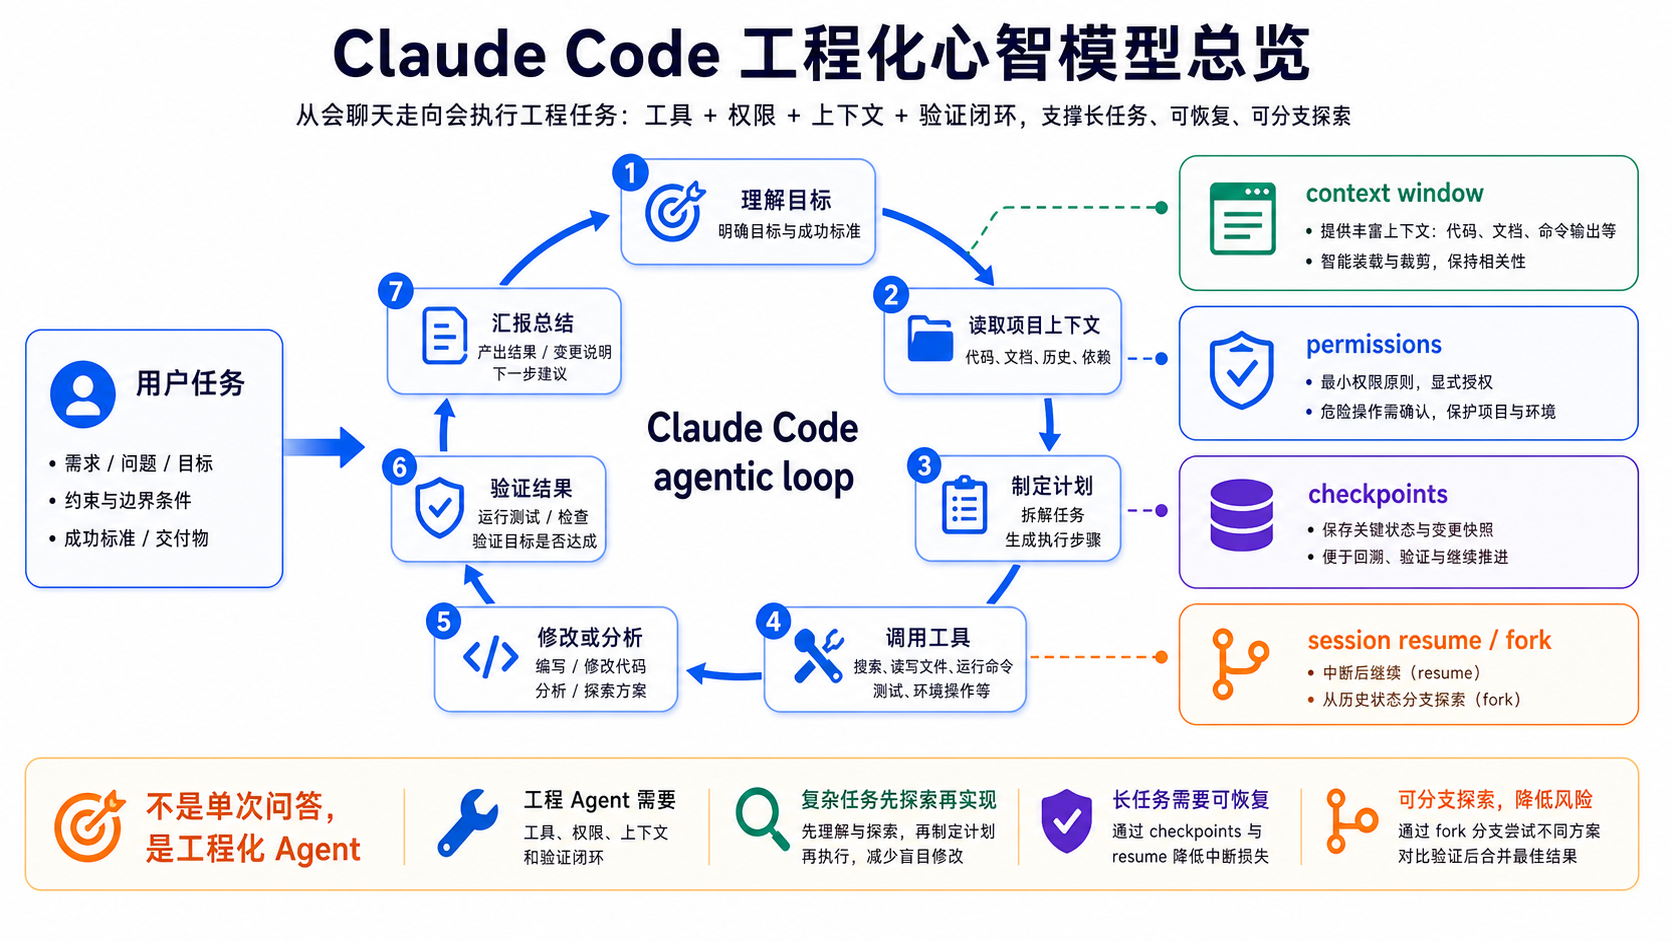 Claude Code 工程化心智模型总览
从会聊天走向会执行工程任务：工具 + 权限 + 上下文 + 验证闭环，支撑长任务、可恢复、可分支探索
用户任务
• 需求 / 问题 / 目标
• 约束与边界条件
• 成功标准 / 交付物
1
理解目标
明确目标与成功标准
2
读取项目上下文
代码、文档、历史、依赖
3
制定计划
拆解任务
生成执行步骤
4
调用工具
搜索、读写文件、运行命令
测试、环境操作等
5
修改或分析
编写 / 修改代码
分析 / 探索方案
6
验证结果
运行测试 / 检查
验证目标是否达成
7
汇报总结
产出结果 / 变更说明
下一步建议
Claude Code
agentic loop
context window
• 提供丰富上下文：代码、文档、命令输出等
• 智能装载与裁剪，保持相关性
permissions
• 最小权限原则，显式授权
• 危险操作需确认，保护项目与环境
checkpoints
• 保存关键状态与变更快照
• 便于回溯、验证与继续推进
session resume / fork
• 中断后继续（resume）
• 从历史状态分支探索（fork）
不是单次问答，
是工程化 Agent
工程 Agent 需要
工具、权限、上下文
和验证闭环
复杂任务先探索再实现
先理解与探索，再制定计划
再执行，减少盲目修改
长任务需要可恢复
通过 checkpoints 与
resume 降低中断损失
可分支探索，降低风险
通过 fork 分支尝试不同方案
对比验证后合并最佳结果